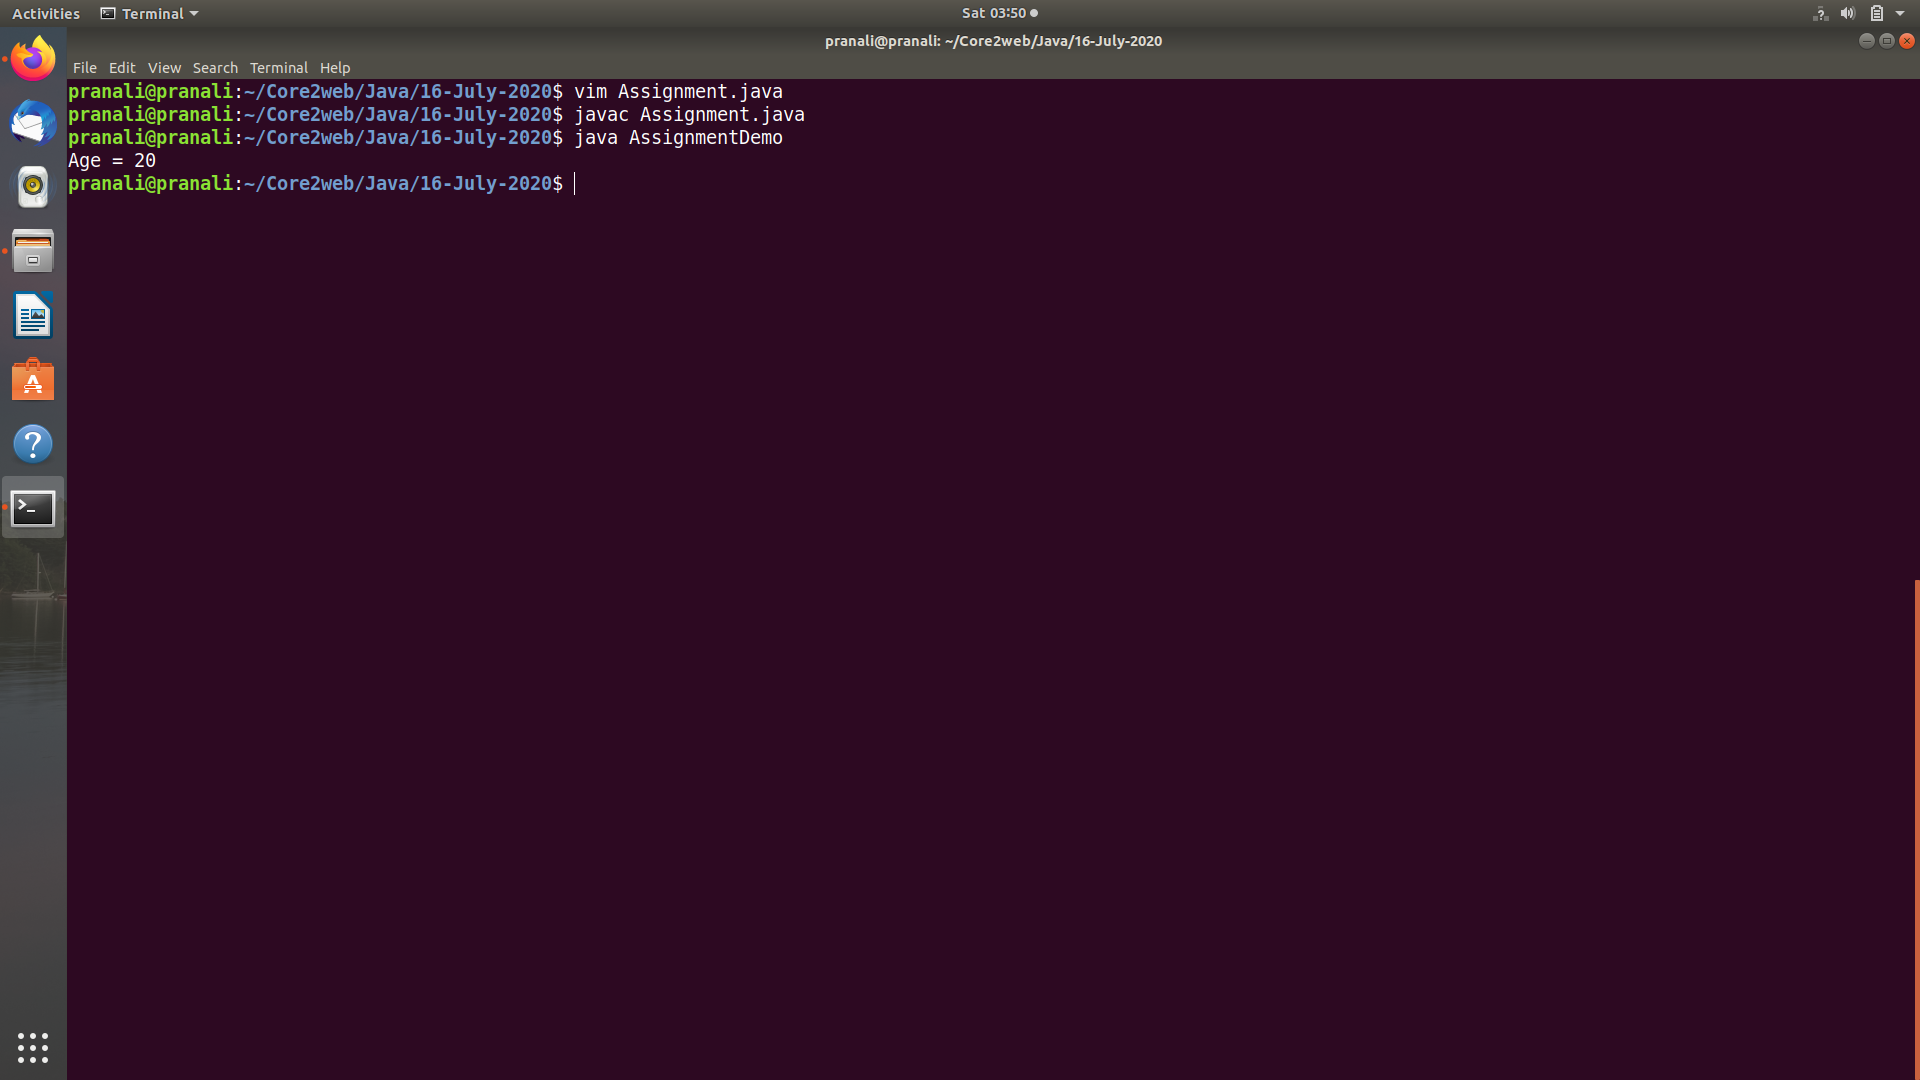 Activities Terminal Sat 03:50
pranali@pranali: ~/Core2web/Java/16-July-2020
File Edit View Search Terminal Help
pranali@pranali:~/Core2web/Java/16-July-2020$ vim Assignment.java
pranali@pranali:~/Core2web/Java/16-July-2020$ javac Assignment.java
pranali@pranali:~/Core2web/Java/16-July-2020$ java AssignmentDemo
Age = 20
pranali@pranali:~/Core2web/Java/16-July-2020$